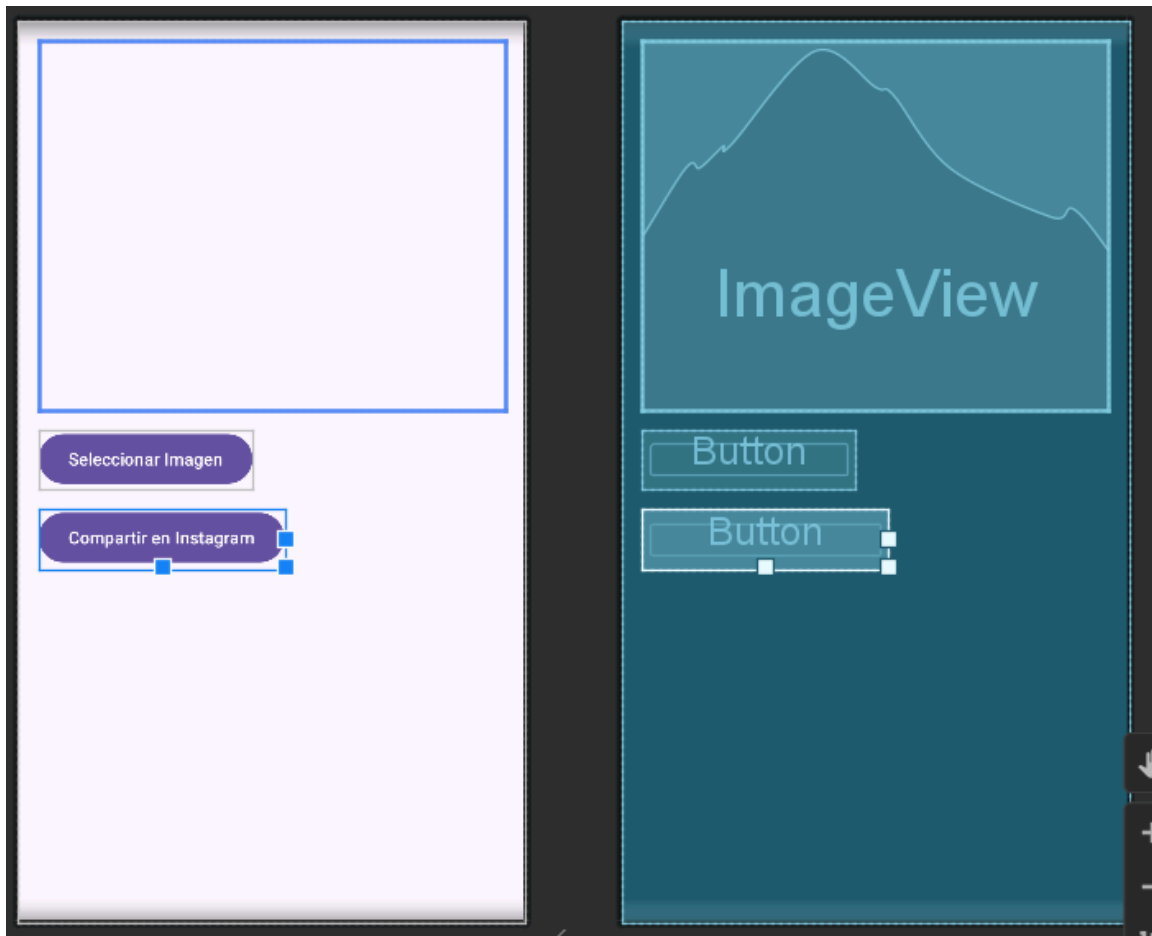 Seleccionar Imagen
Compartir en Instagram
ImageView
Button
Button